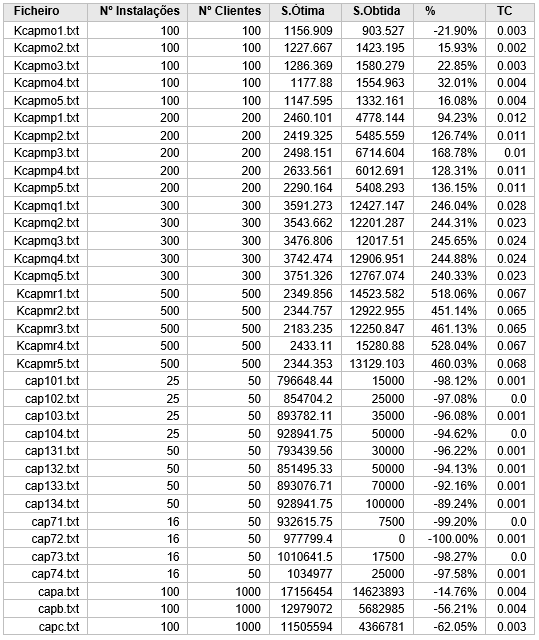 Ficheiro Nº Instalações Nº Clientes S.Ótima S.Obtida % TC
Kcapmo1.txt 100 100 1156.909 903.527 -21.90% 0.003
Kcapmo2.txt 100 100 1227.667 1423.195 15.93% 0.002
Kcapmo3.txt 100 100 1286.369 1580.279 22.85% 0.003
Kcapmo4.txt 100 100 1177.88 1554.963 32.01% 0.004
Kcapmo5.txt 100 100 1147.595 1332.161 16.08% 0.004
Kcapmp1.txt 200 200 2460.101 4778.144 94.23% 0.012
Kcapmp2.txt 200 200 2419.325 5485.559 126.74% 0.011
Kcapmp3.txt 200 200 2498.151 6714.604 168.78% 0.01
Kcapmp4.txt 200 200 2633.561 6012.691 128.31% 0.011
Kcapmp5.txt 200 200 2290.164 5408.293 136.15% 0.011
Kcapmq1.txt 300 300 3591.273 12427.147 246.04% 0.028
Kcapmq2.txt 300 300 3543.662 12201.287 244.31% 0.023
Kcapmq3.txt 300 300 3476.806 12017.51 245.65% 0.024
Kcapmq4.txt 300 300 3742.474 12906.951 244.88% 0.024
Kcapmq5.txt 300 300 3751.326 12767.074 240.33% 0.023
Kcapmr1.txt 500 500 2349.856 14523.582 518.06% 0.067
Kcapmr2.txt 500 500 2344.757 12922.955 451.14% 0.065
Kcapmr3.txt 500 500 2183.235 12250.847 461.13% 0.065
Kcapmr4.txt 500 500 2433.11 15280.88 528.04% 0.067
Kcapmr5.txt 500 500 2344.353 13129.103 460.03% 0.068
cap101.txt 25 50 796648.44 15000 -98.12% 0.001
cap102.txt 25 50 854704.2 25000 -97.08% 0.0
cap103.txt 25 50 893782.11 35000 -96.08% 0.001
cap104.txt 25 50 928941.75 50000 -94.62% 0.0
cap131.txt 50 50 793439.56 30000 -96.22% 0.001
cap132.txt 50 50 851495.33 50000 -94.13% 0.001
cap133.txt 50 50 893076.71 70000 -92.16% 0.001
cap134.txt 50 50 928941.75 100000 -89.24% 0.001
cap71.txt 16 50 932615.75 7500 -99.20% 0.0
cap72.txt 16 50 977799.4 0 -100.00% 0.001
cap73.txt 16 50 1010641.5 17500 -98.27% 0.0
cap74.txt 16 50 1034977 25000 -97.58% 0.001
capa.txt 100 1000 17156454 14623893 -14.76% 0.004
capb.txt 100 1000 12979072 5682985 -56.21% 0.004
capc.txt 100 1000 11505594 4366781 -62.05% 0.003